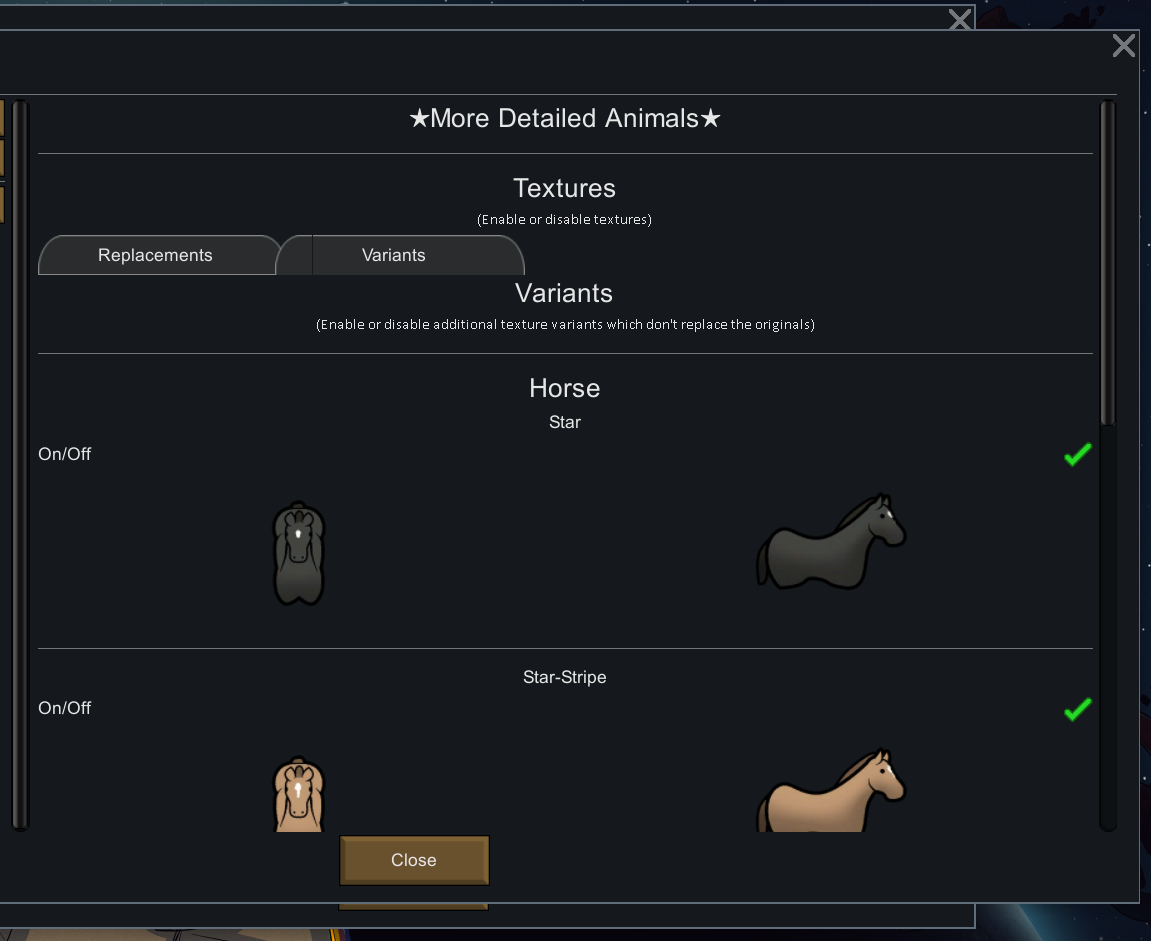 ★More Detailed Animals★
Textures
(Enable or disable textures)
Replacements
Variants
Variants
(Enable or disable additional texture variants which don't replace the originals)
Horse
Star
On/Off
Star-Stripe
On/Off
Close